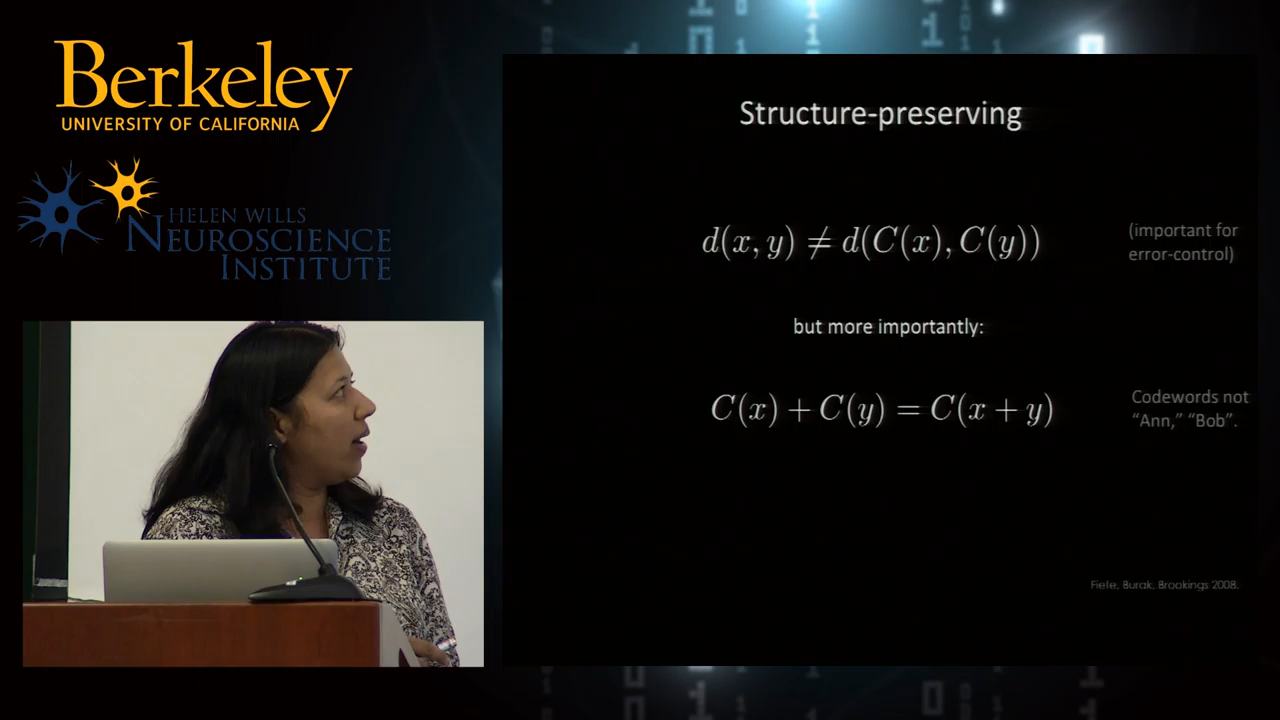 Berkeley
UNIVERSITY OF CALIFORNIA
HELEN WILLS
NEUROSCIENCE
INSTITUTE
Structure-preserving
d(x, y) ≠ d(C(x), C(y))
(important for
error-control)
but more importantly:
C(x) + C(y) = C(x + y)
Codewords not
“Ann,” “Bob”.
Fiete, Burak, Brookings 2008.